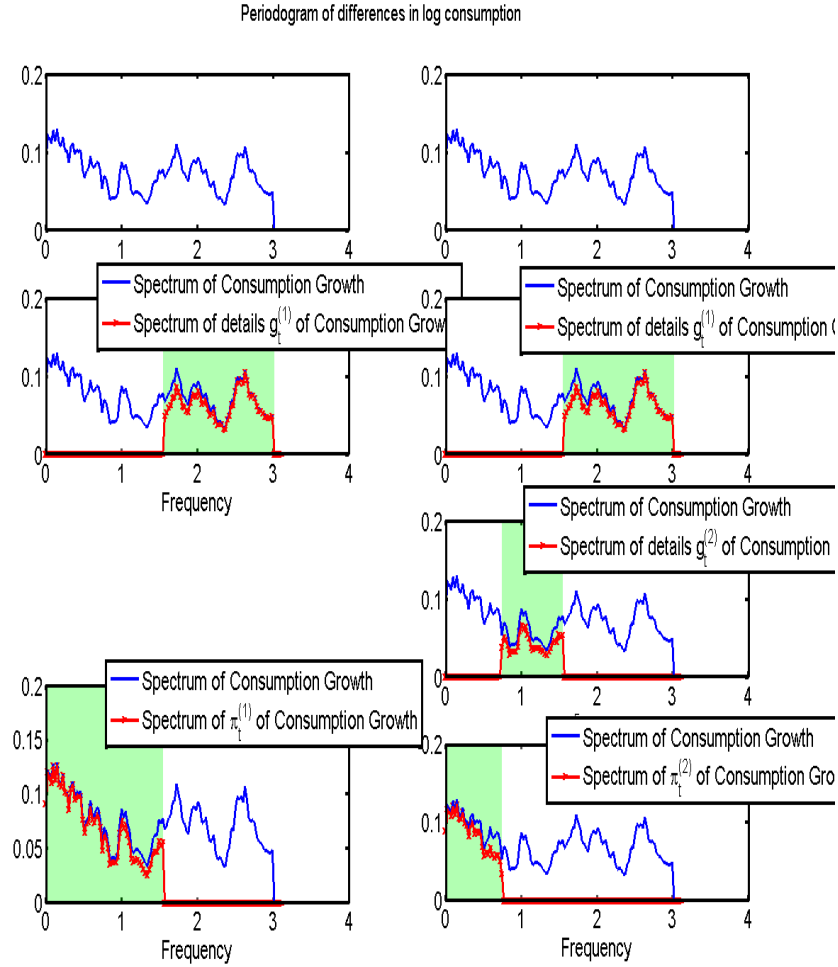 Periodogram of differences in log consumption
0.2
0.1
0
0 1 2 3 4
0.2
0.1
0
0 1 2 3 4
Spectrum of Consumption Growth
Spectrum of details g_t^(1) of Consumption Growt
0.2
0.1
0
0 1 2 3 4
Frequency
Spectrum of Consumption Growth
Spectrum of details g_t^(1) of Consumption G
0.2
0.1
0
0 1 2 3 4
Spectrum of Consumption Growth
Spectrum of details g_t^(2) of Consumption
0.2
0.1
0
0 1 2 3 4
Spectrum of Consumption Growth
Spectrum of π_t^(1) of Consumption Growth
0.2
0.15
0.1
0.05
0
0 1 2 3 4
Frequency
Spectrum of Consumption Growth
Spectrum of π_t^(2) of Consumption Gro
0.2
0.1
0
0 1 2 3 4
Frequency